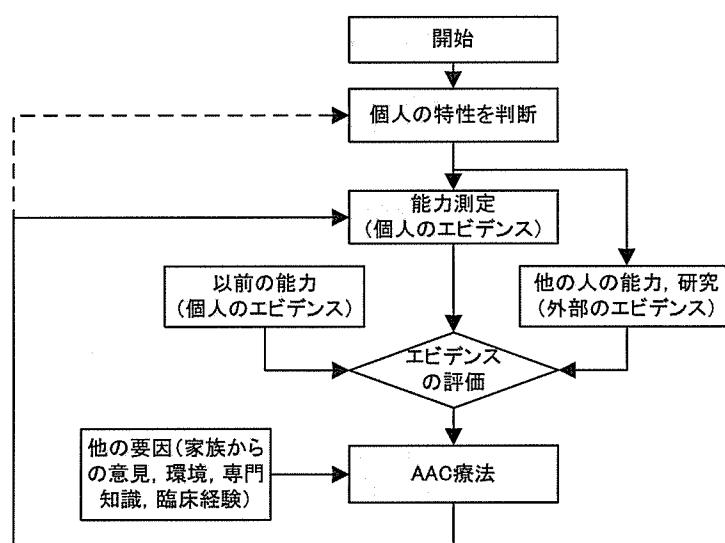 開始
個人の特性を判断
能力測定
(個人のエビデンス)
以前の能力
(個人のエビデンス)
他の人の能力, 研究
(外部のエビデンス)
エビデンス
の評価
他の要因(家族から
の意見, 環境, 専門
知識, 臨床経験)
AAC療法